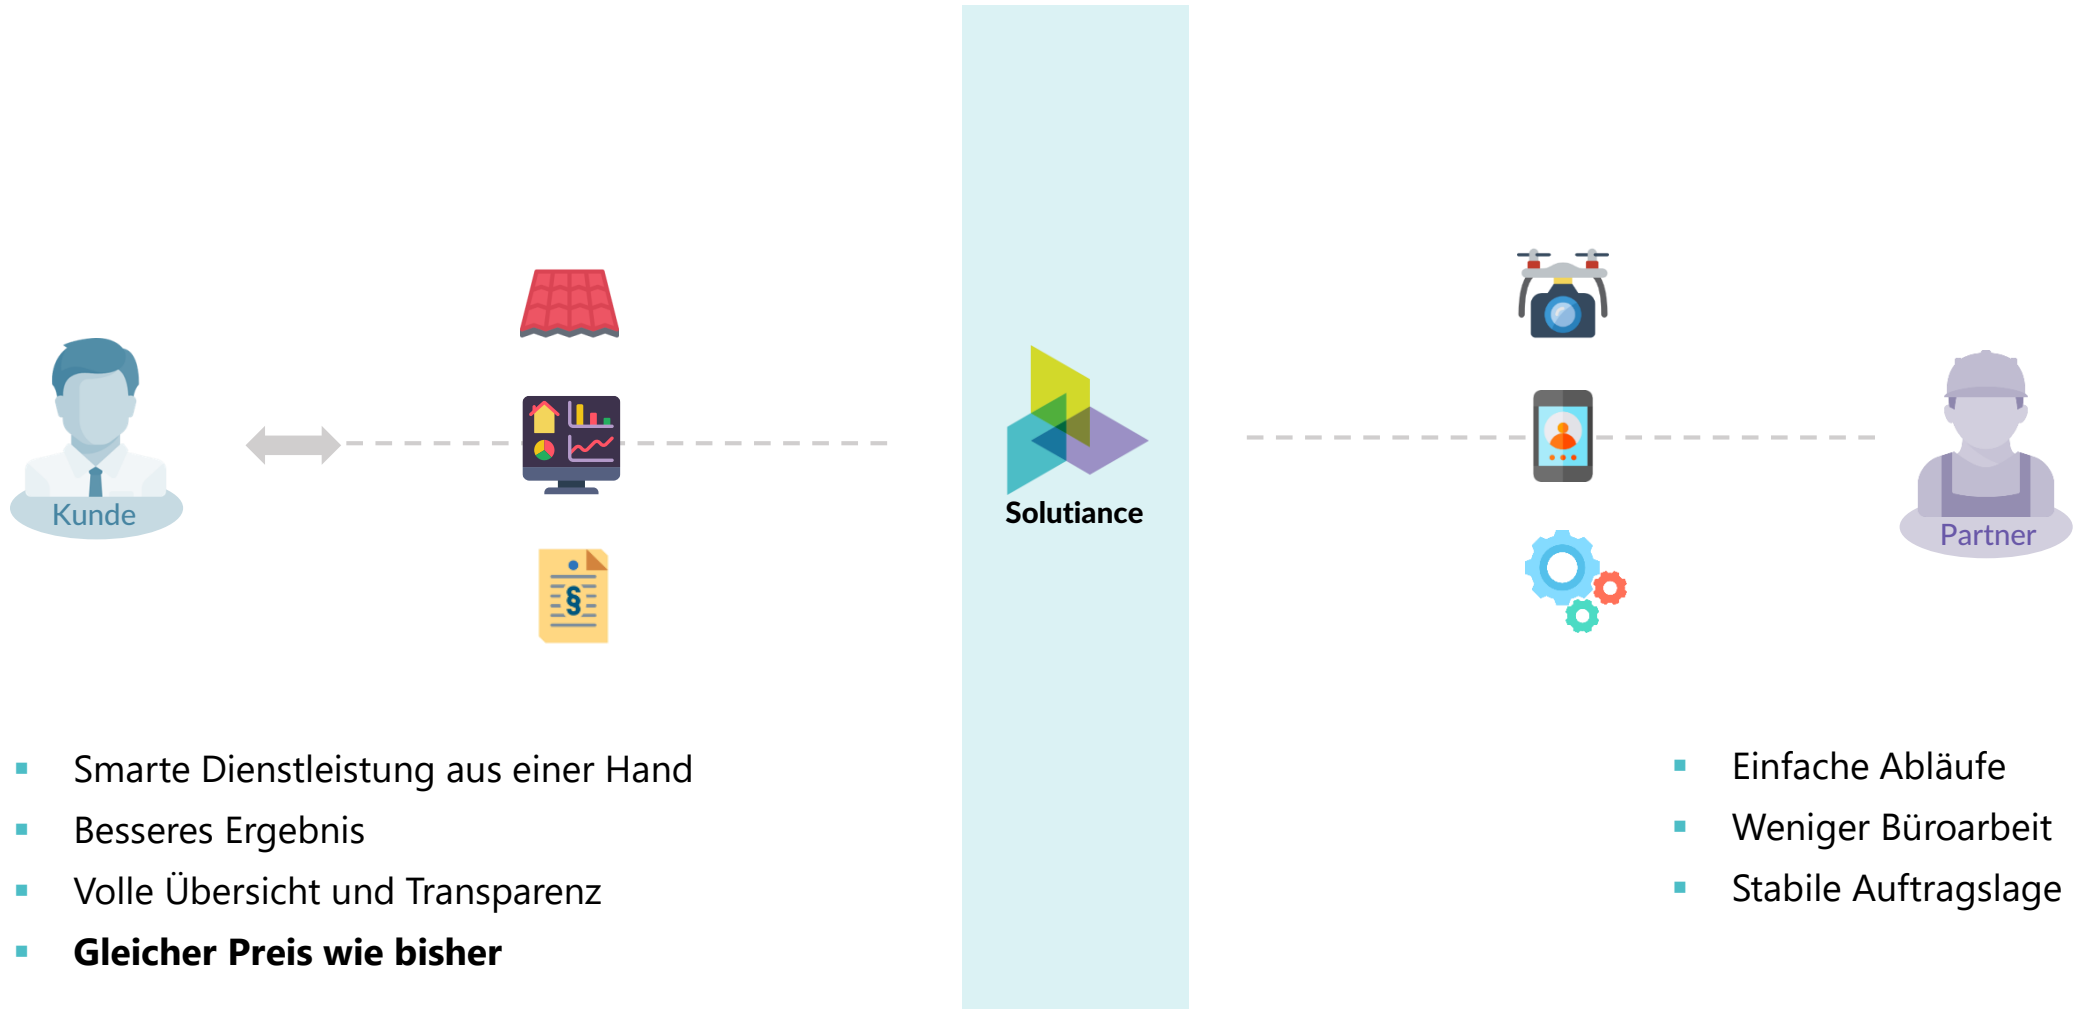 Kunde
§
Solutiance
Partner
Smarte Dienstleistung aus einer Hand
Besseres Ergebnis
Volle Übersicht und Transparenz
Gleicher Preis wie bisher
Einfache Abläufe
Weniger Büroarbeit
Stabile Auftragslage